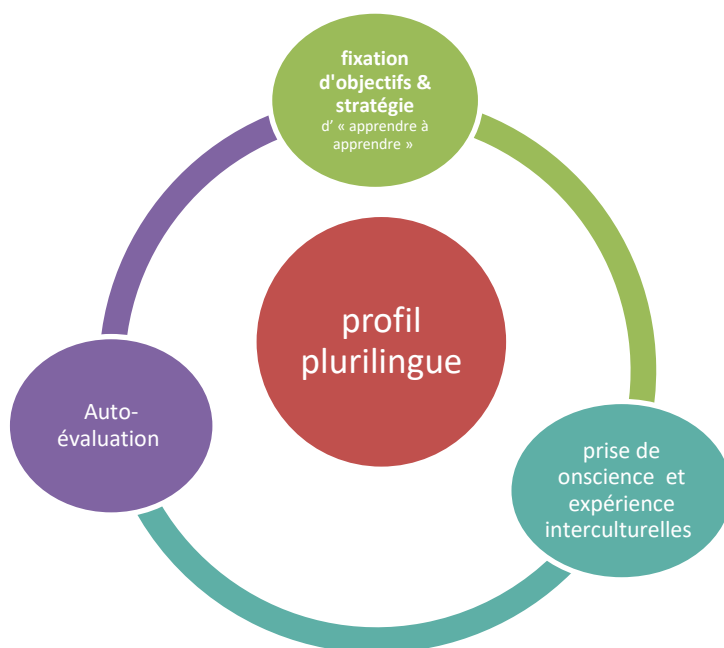 fixation
d'objectifs &
stratégie
d' « apprendre à
apprendre »
profil
plurilingue
Auto-
évaluation
prise de
onscience et
expérience
interculturelles